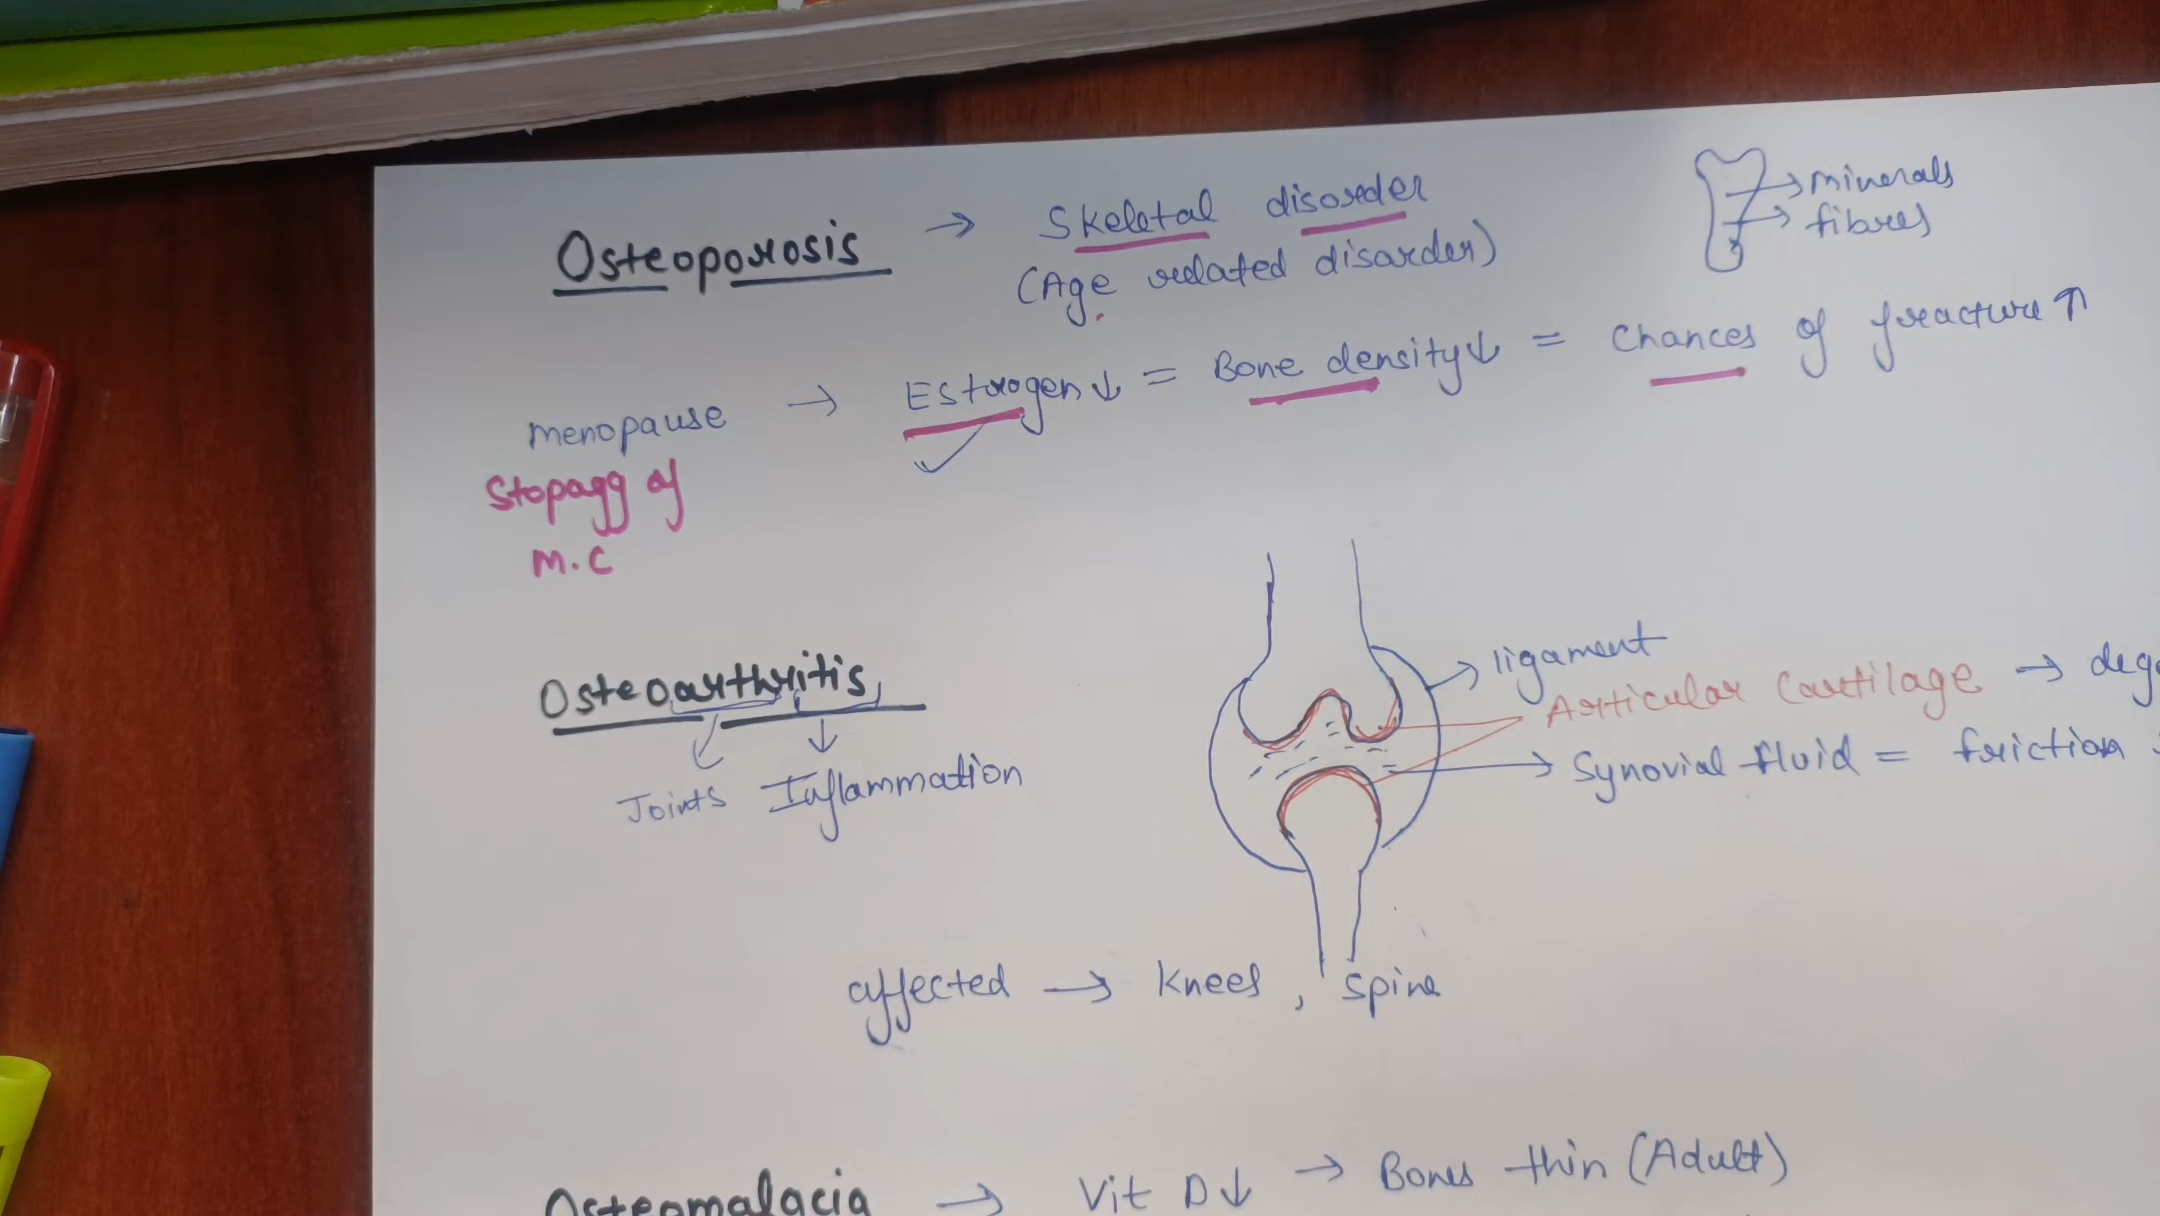 Osteoporosis → Skeletal disorder
(Age related disorder)
minerals
fibres
menopause → Estrogen↓ = Bone density↓ = Chances of fracture↑
Stopagg of
M.C
Osteoarthritis
Joints Inflammation
ligament
Articular Cartilage →
Synovial fluid = friction
affected → Knees, Spine
Osteomalacia → Vit D↓ → Bones thin (Adult)